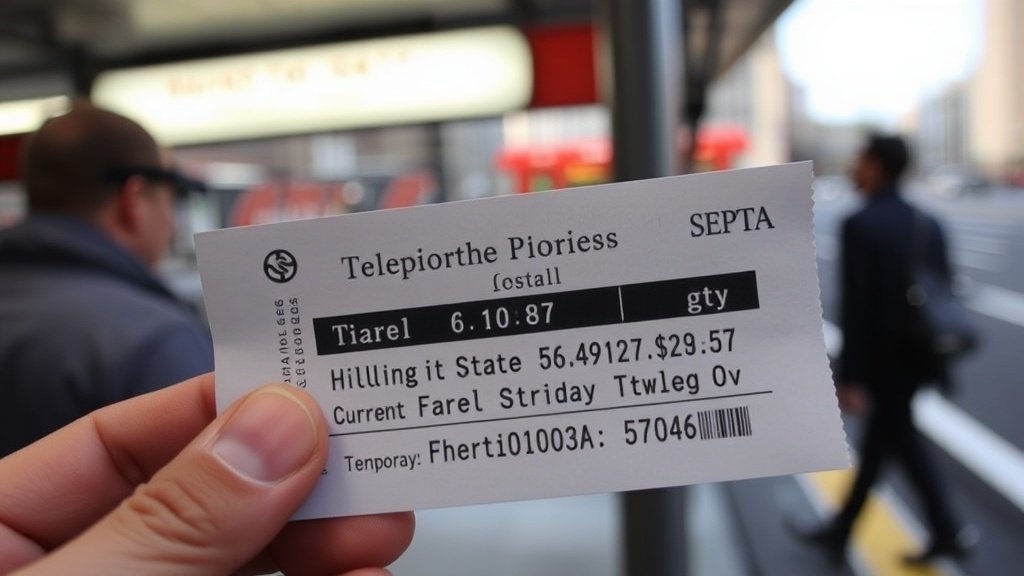 SEPTA
Telepiorthe Pioriess
fostall
Tiarel 6.10.87 gty
Hillling it State 56.49127.$29:57
Current Farel Striday Ttwleg Ov
Tenporay: Fherti01003A: 57046